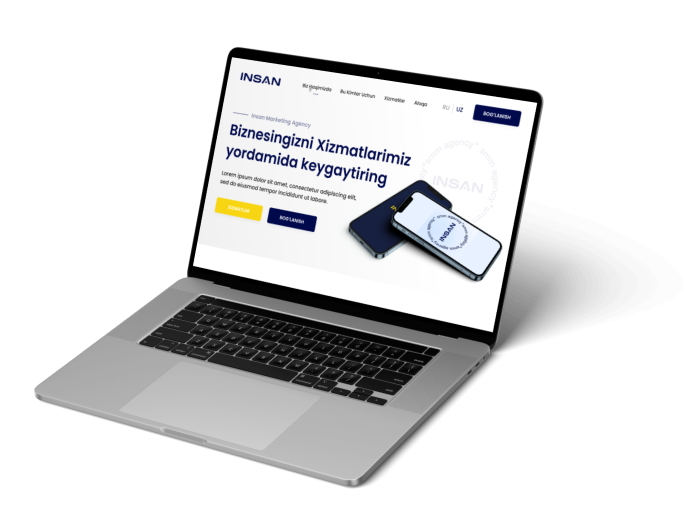 INSAN
Biz Haqimizda
Bu Kimlar Uchun
Xizmatlar
Aloqa
RU
UZ
BOG'LANISH
Insan Marketing Agency
Biznesingizni Xizmatlarimiz
yordamida keygaytiring
Lorem ipsum dolor sit amet, consectetur adipiscing elit,
sed do eiusmod tempor incididunt ut labore.
BOG'LANISH
INSAN
INSAN